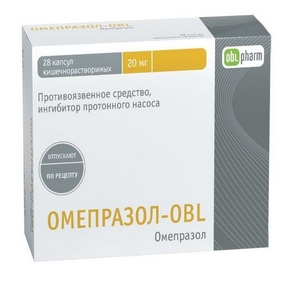 28 капсул
кишечнорастворимых
20 мг
obl pharm
Противоязвенное средство,
ингибитор протонного насоса
ОТПУСКАЮТ
ПО РЕЦЕПТУ
ОМЕПРАЗОЛ-OBL
Омепразол